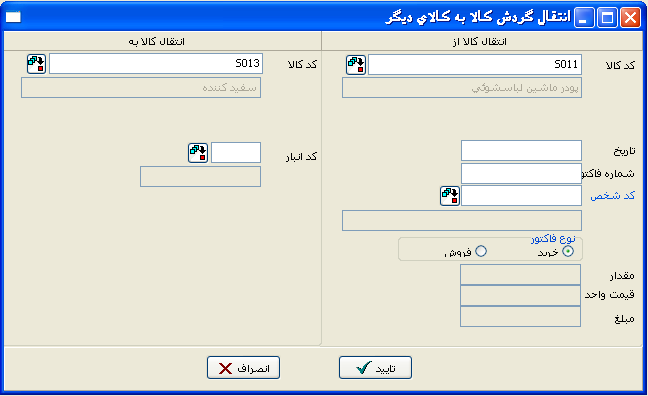 انتقال گردش کالا به کالاي ديگر
انتقال کالا از
انتقال کالا به
کد کالا
S011
کد کالا
S013
پودر ماشين لباسشوئي
سفيد کننده
تاريخ
شماره فاکتو
کد شخص
کد انبار
نوع فاکتور
خريد
فروش
مقدار
قيمت واحد
مبلغ
تاييد
انصراف